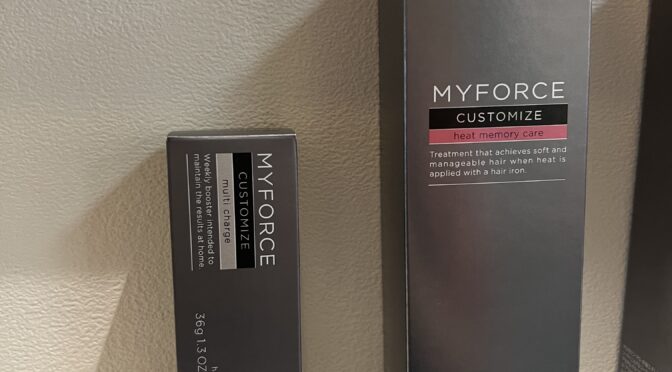 MYFORCE
CUSTOMIZE
multi charge
Weekly booster intended to
maintain the results at home.
36g 1.3 OZ
MYFORCE
CUSTOMIZE
heat memory care
Treatment that achieves soft and
manageable hair when heat is
applied with a hair iron.